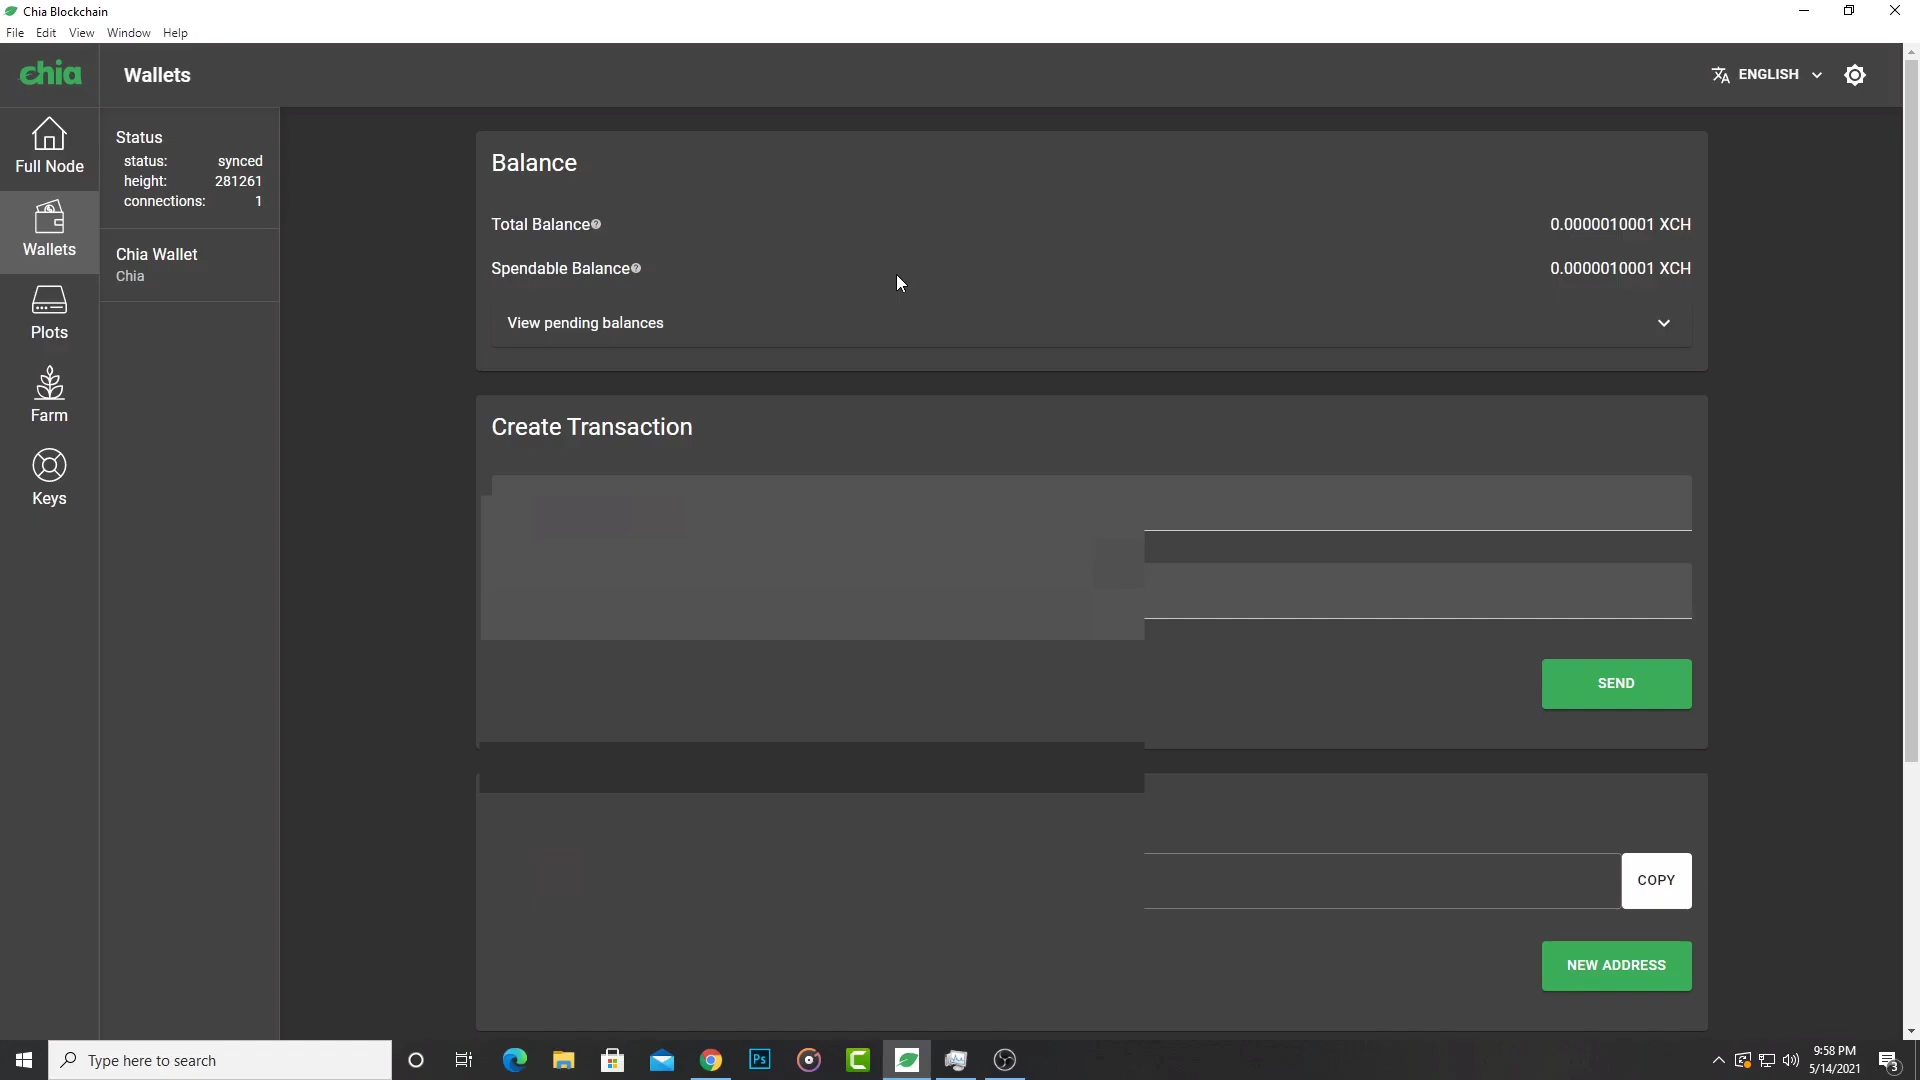 Chia Blockchain
File Edit View Window Help
chia
Wallets
ENGLISH
Full Node
Wallets
Plots
Farm
Keys
Status
status: synced
height: 281261
connections: 1
Chia Wallet
Chia
Balance
Total Balance 0.0000010001 XCH
Spendable Balance 0.0000010001 XCH
View pending balances
Create Transaction
SEND
COPY
NEW ADDRESS
Type here to search
Ps
C
9:58 PM
5/14/2021
3